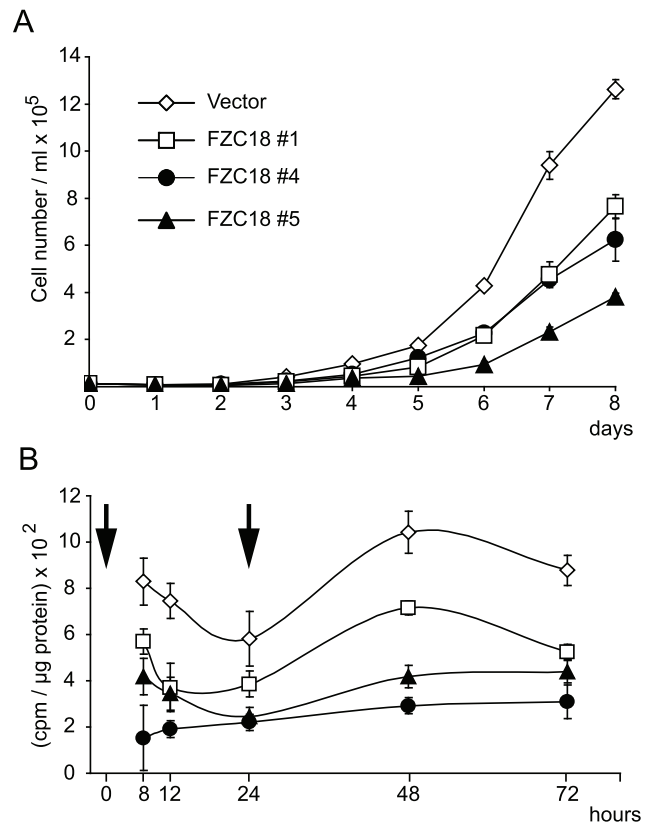 A
14
12
10
8
6
4
2
Cell number / ml x 10⁵
Vector
FZC18 #1
FZC18 #4
FZC18 #5
0 1 2 3 4 5 6 7 8
days
B
12
10
8
6
4
2
0
(cpm / µg protein) x 10²
0 8 12 24 48 72
hours